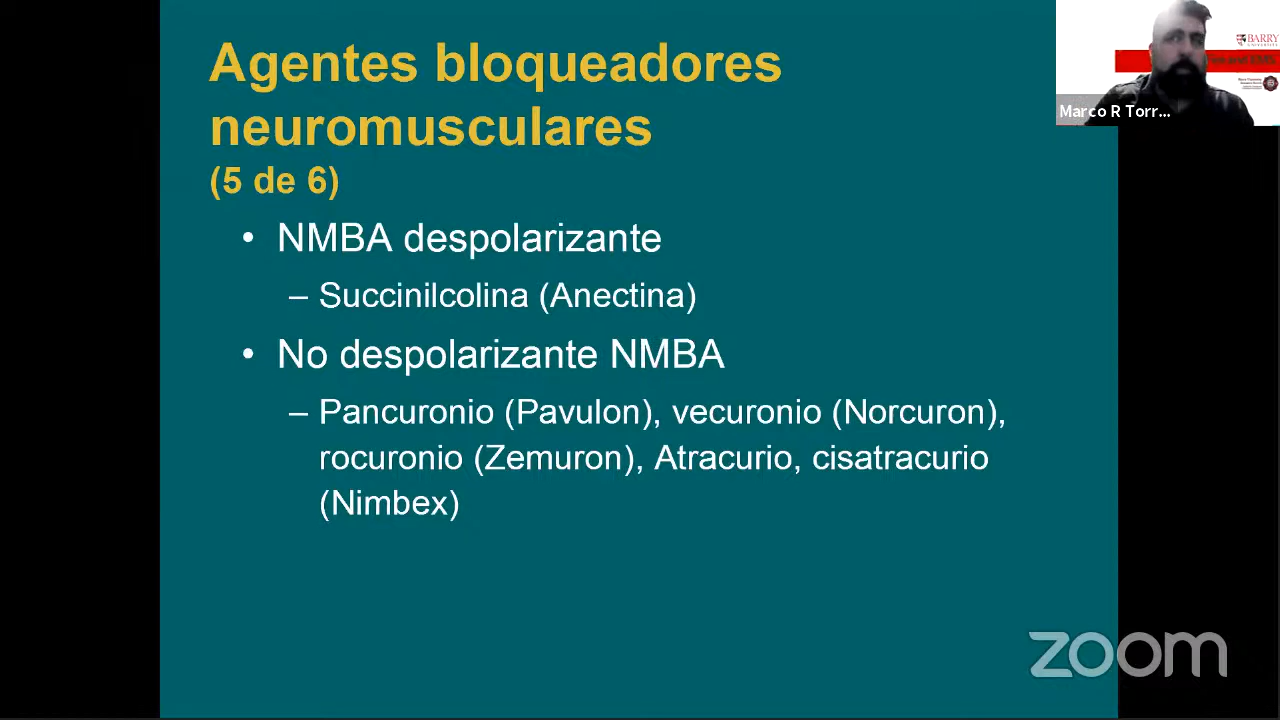 Agentes bloqueadores
neuromusculares
(5 de 6)
• NMBA despolarizante
– Succinilcolina (Anectina)
• No despolarizante NMBA
– Pancuronio (Pavulon), vecuronio (Norcuron),
rocuronio (Zemuron), Atracurio, cisatracurio
(Nimbex)
BARRY
Marco R Torr...
zoom